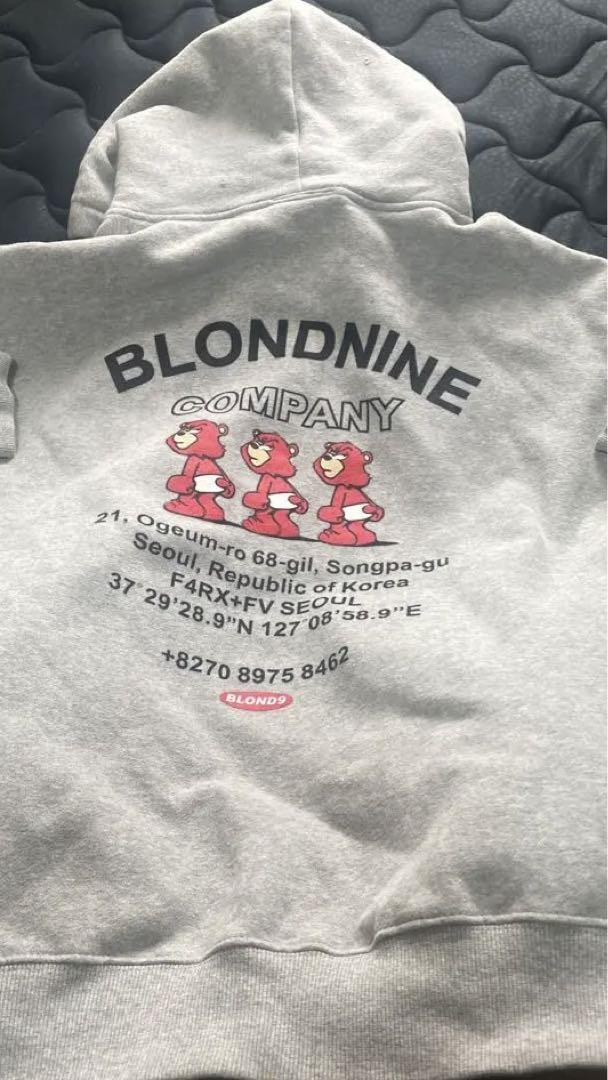 BLONDNINE
COMPANY
21, Ogeum-ro 68-gil, Songpa-gu
Seoul, Republic of Korea
F4RX+FV SEOUL
37°29'28.9"N 127°08'58.9"E
+8270 8975 8462
BLOND9